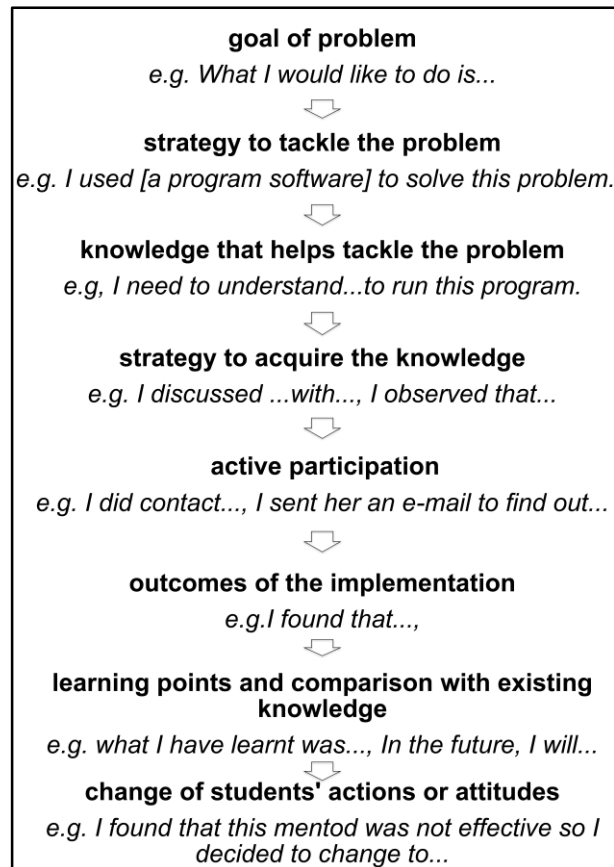 goal of problem
e.g. What I would like to do is...
strategy to tackle the problem
e.g. I used [a program software] to solve this problem.
knowledge that helps tackle the problem
e.g, I need to understand...to run this program.
strategy to acquire the knowledge
e.g. I discussed ...with..., I observed that...
active participation
e.g. I did contact..., I sent her an e-mail to find out...
outcomes of the implementation
e.g.I found that...,
learning points and comparison with existing
knowledge
e.g. what I have learnt was..., In the future, I will...
change of students' actions or attitudes
e.g. I found that this mentod was not effective so I
decided to change to...